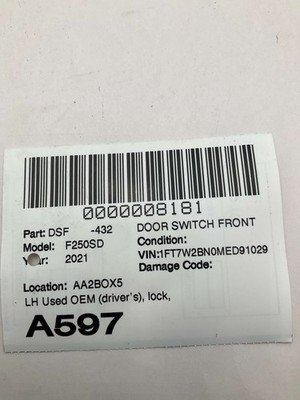 0000008181
Part: DSF -432 DOOR SWITCH FRONT
Model: F250SD Condition:
Year: 2021 VIN:1FT7W2BN0MED91029
Damage Code:
Location: AA2BOX5
LH Used OEM (driver's), lock,
A597